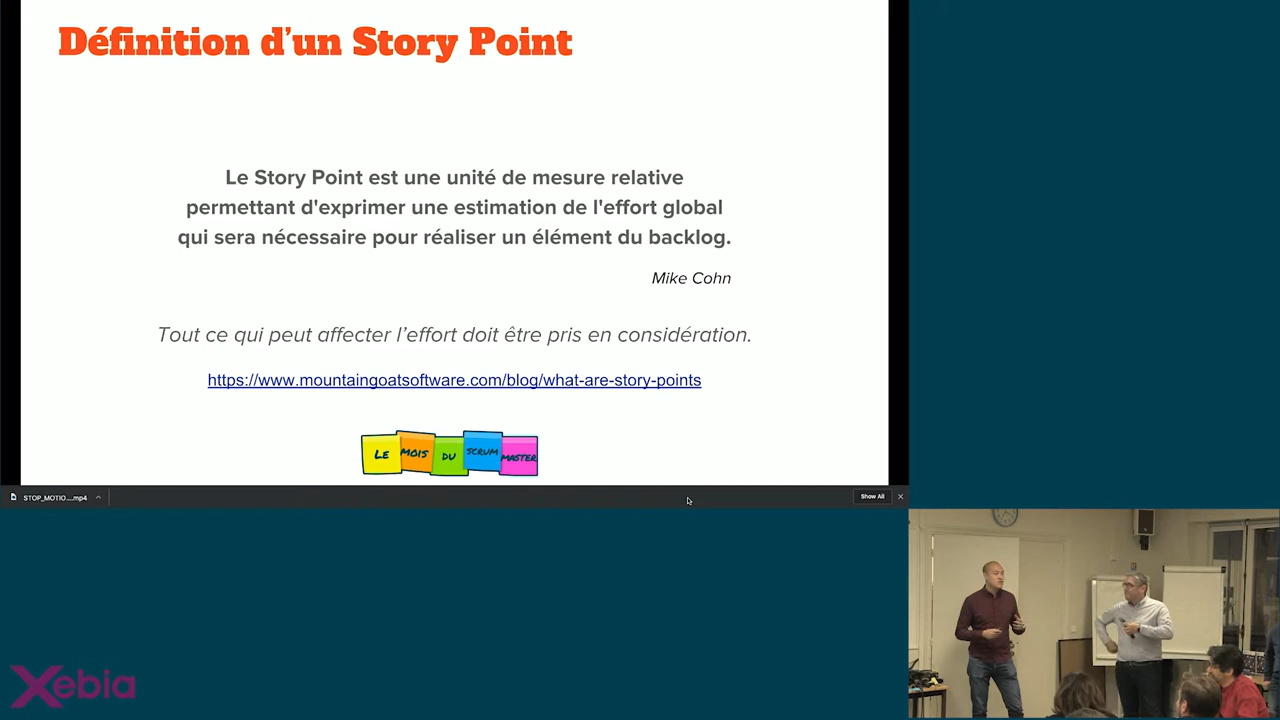 Définition d’un Story Point
Le Story Point est une unité de mesure relative
permettant d'exprimer une estimation de l'effort global
qui sera nécessaire pour réaliser un élément du backlog.
Mike Cohn
Tout ce qui peut affecter l’effort doit être pris en considération.
https://www.mountaingoatsoftware.com/blog/what-are-story-points
LE MOIS DU SCRUM MASTER
STOP_MOTIO....mp4
Show All
Xebia